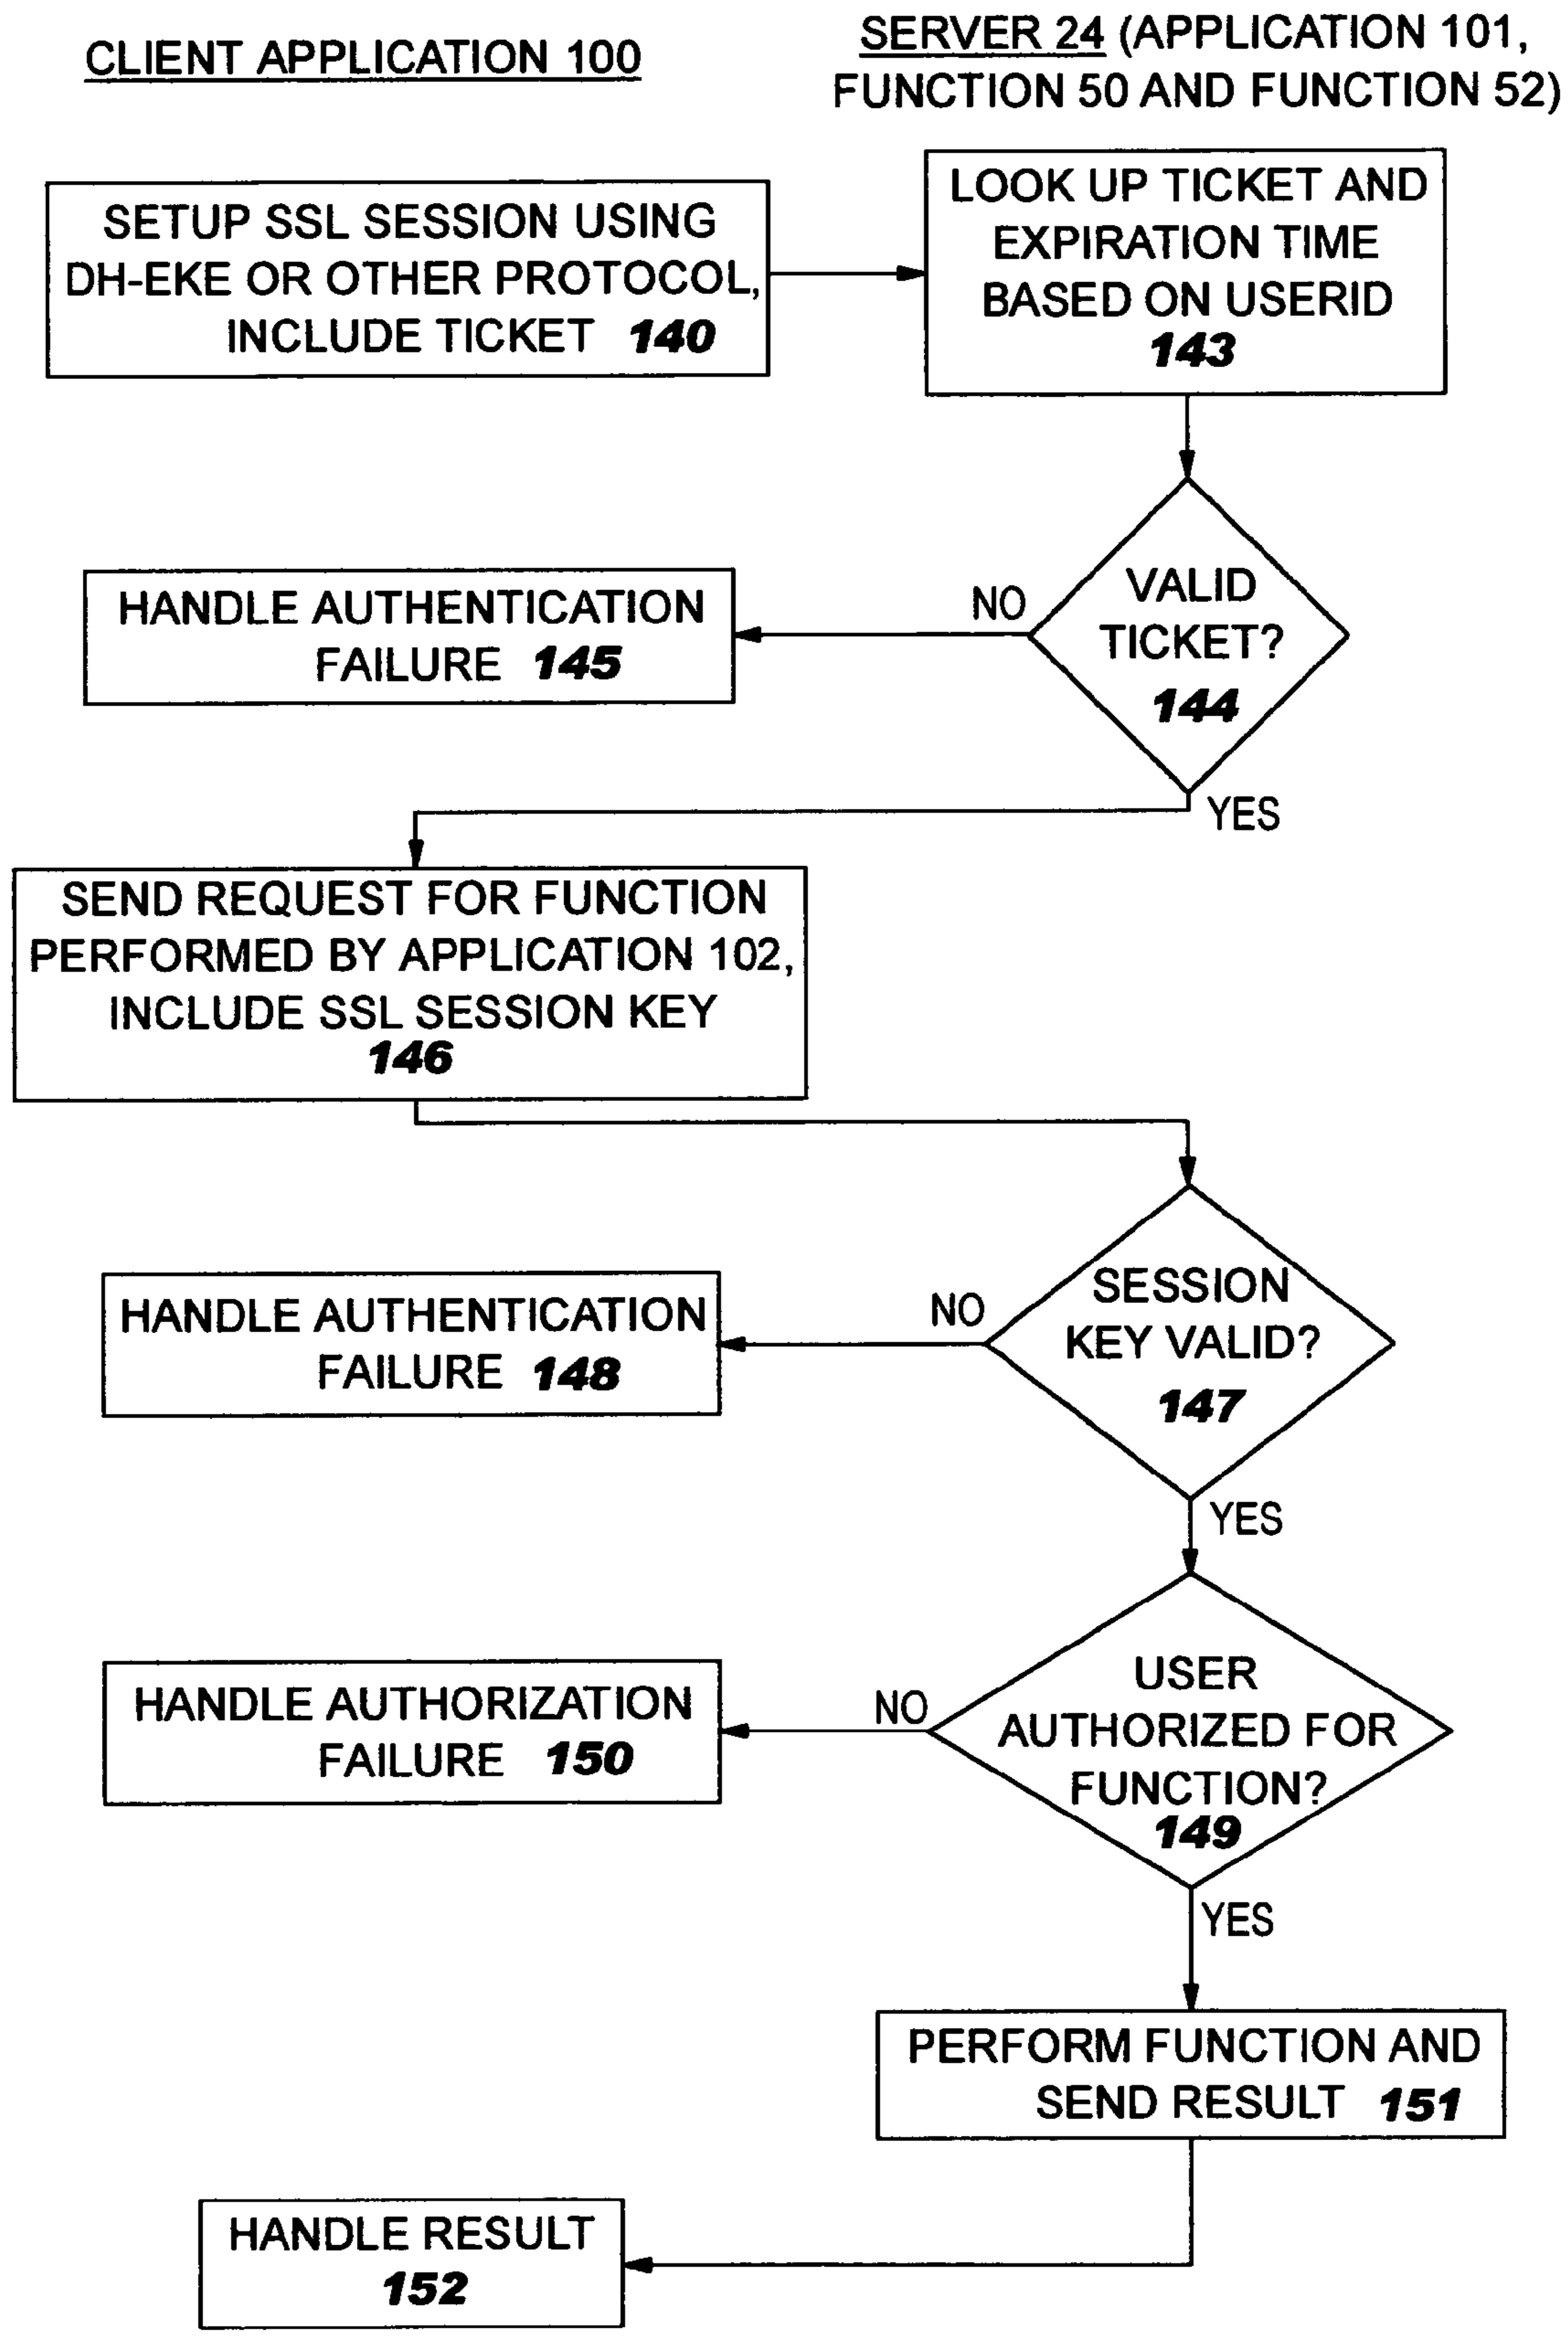 CLIENT APPLICATION 100
SERVER 24 (APPLICATION 101,
FUNCTION 50 AND FUNCTION 52)
SETUP SSL SESSION USING
DH-EKE OR OTHER PROTOCOL,
INCLUDE TICKET 140
LOOK UP TICKET AND
EXPIRATION TIME
BASED ON USERID
143
VALID
TICKET?
144
NO
HANDLE AUTHENTICATION
FAILURE 145
YES
SEND REQUEST FOR FUNCTION
PERFORMED BY APPLICATION 102,
INCLUDE SSL SESSION KEY
146
SESSION
KEY VALID?
147
NO
HANDLE AUTHENTICATION
FAILURE 148
YES
USER
AUTHORIZED FOR
FUNCTION?
149
NO
HANDLE AUTHORIZATION
FAILURE 150
YES
PERFORM FUNCTION AND
SEND RESULT 151
HANDLE RESULT
152